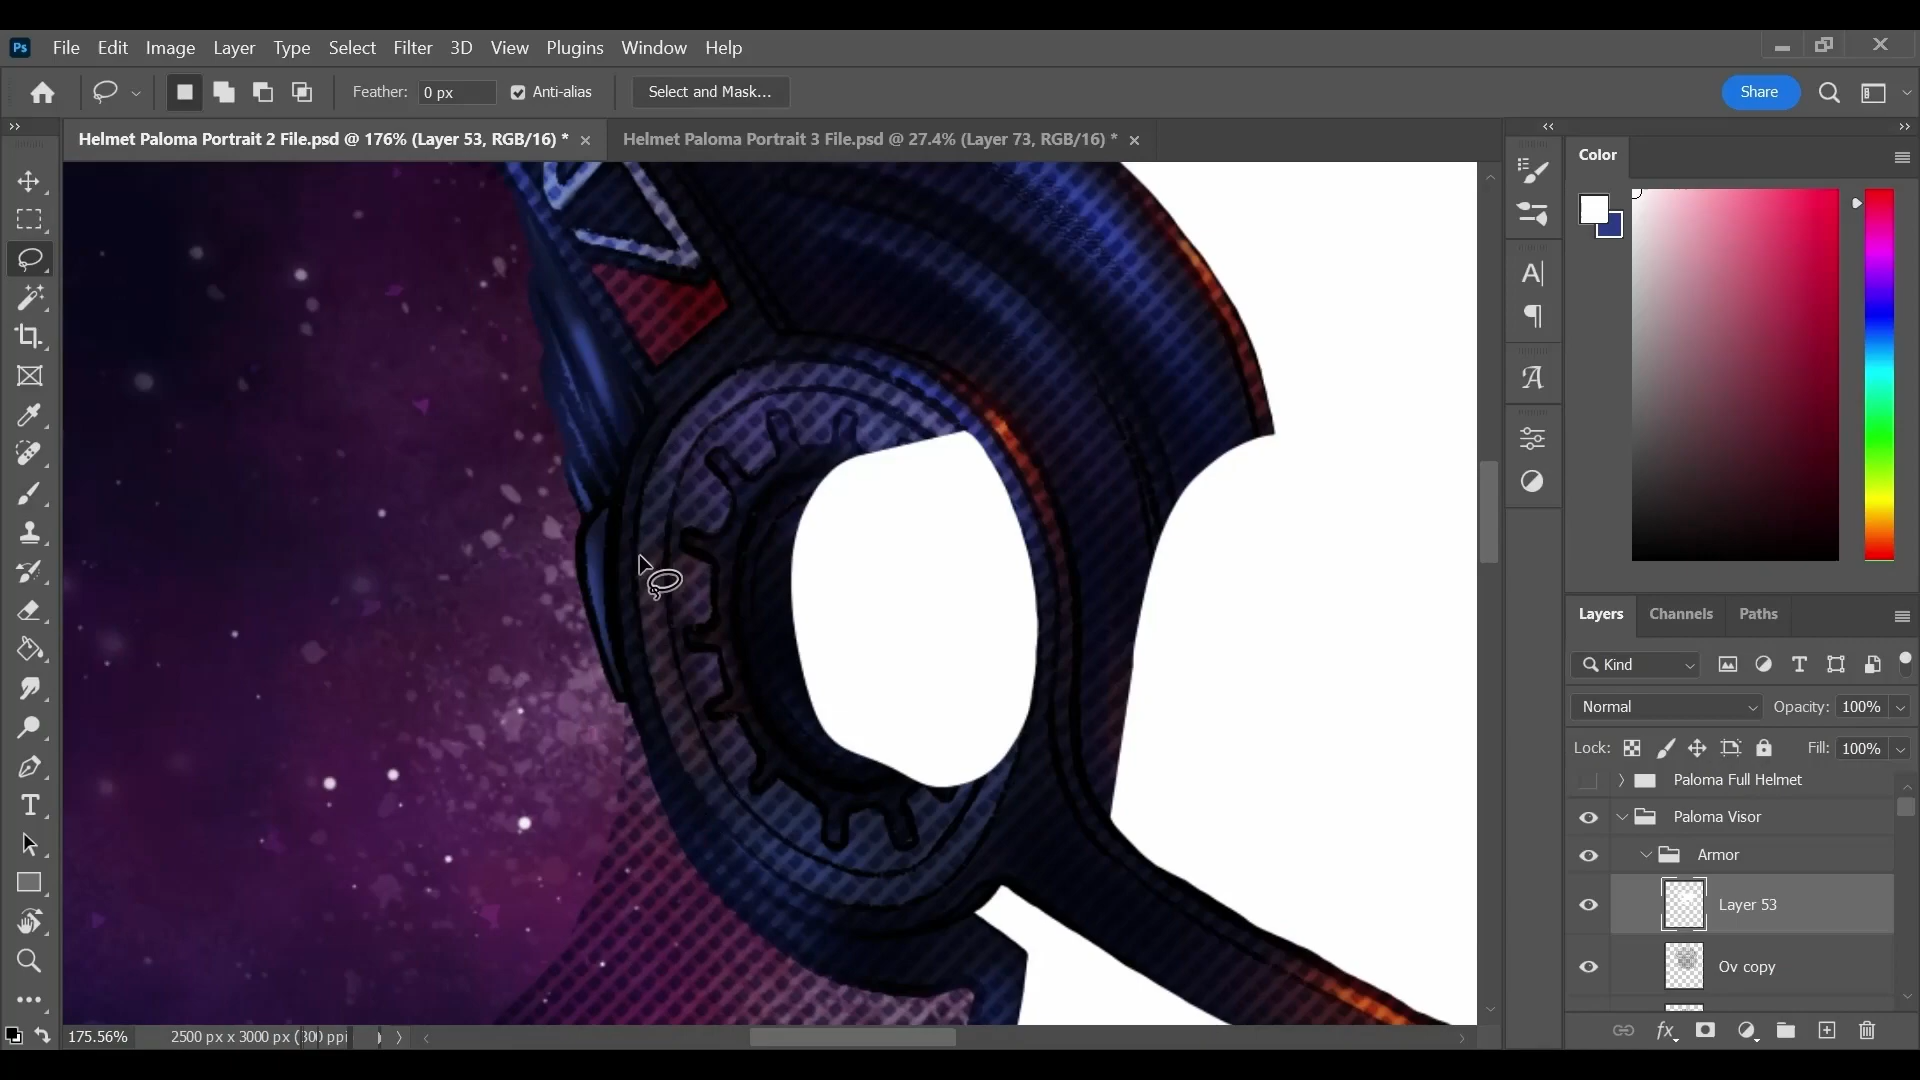 Ps File Edit Image Layer Type Select Filter 3D View Plugins Window Help
Feather: 0 px Anti-alias Select and Mask... Share
Helmet Paloma Portrait 2 File.psd @ 176% (Layer 53, RGB/16) * Helmet Paloma Portrait 3 File.psd @ 27.4% (Layer 73, RGB/16) *
Color
Layers Channels Paths
Kind
Normal Opacity: 100%
Lock: Fill: 100%
Paloma Full Helmet
Paloma Visor
Armor
Layer 53
Ov copy
fx
175.56% 2500 px x 3000 px (300 ppi